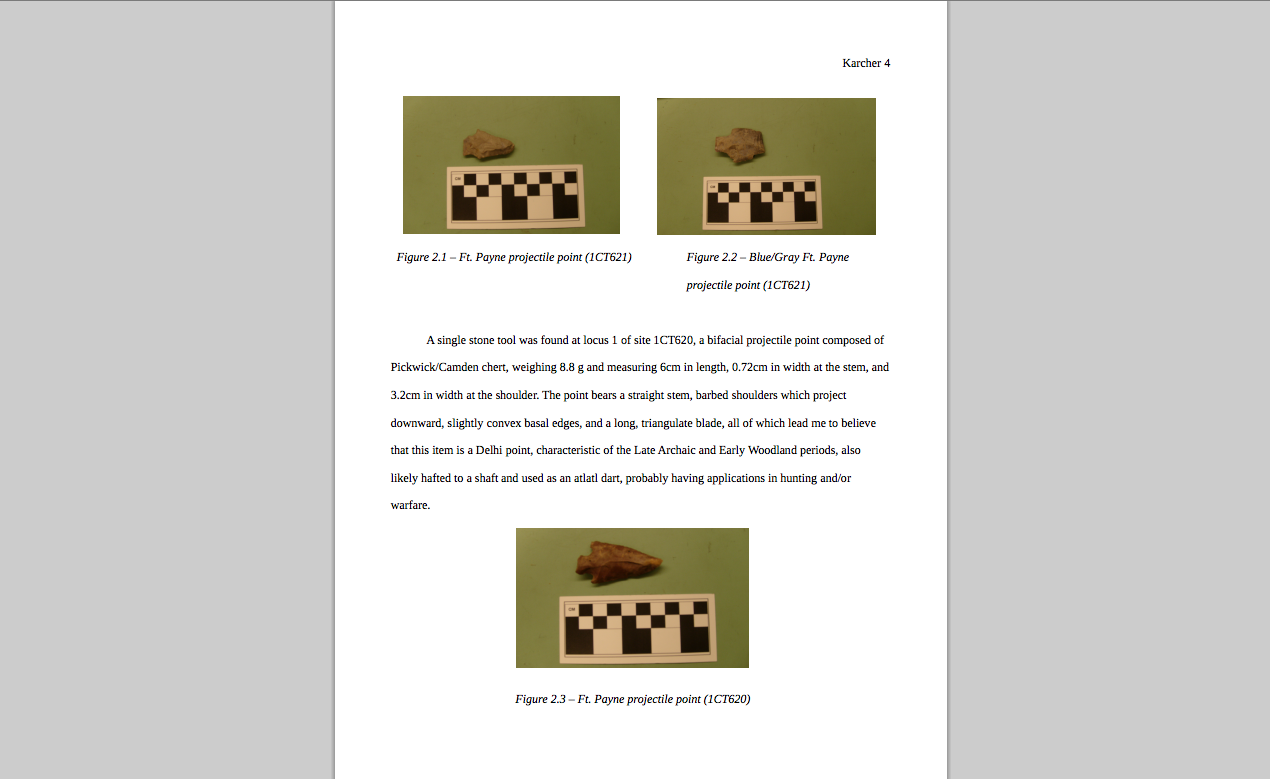 Karcher 4
CM
CM
Figure 2.1 – Ft. Payne projectile point (1CT621)
Figure 2.2 – Blue/Gray Ft. Payne
projectile point (1CT621)
A single stone tool was found at locus 1 of site 1CT620, a bifacial projectile point composed of
Pickwick/Camden chert, weighing 8.8 g and measuring 6cm in length, 0.72cm in width at the stem, and
3.2cm in width at the shoulder. The point bears a straight stem, barbed shoulders which project
downward, slightly convex basal edges, and a long, triangulate blade, all of which lead me to believe
that this item is a Delhi point, characteristic of the Late Archaic and Early Woodland periods, also
likely hafted to a shaft and used as an atlatl dart, probably having applications in hunting and/or
warfare.
CM
Figure 2.3 – Ft. Payne projectile point (1CT620)